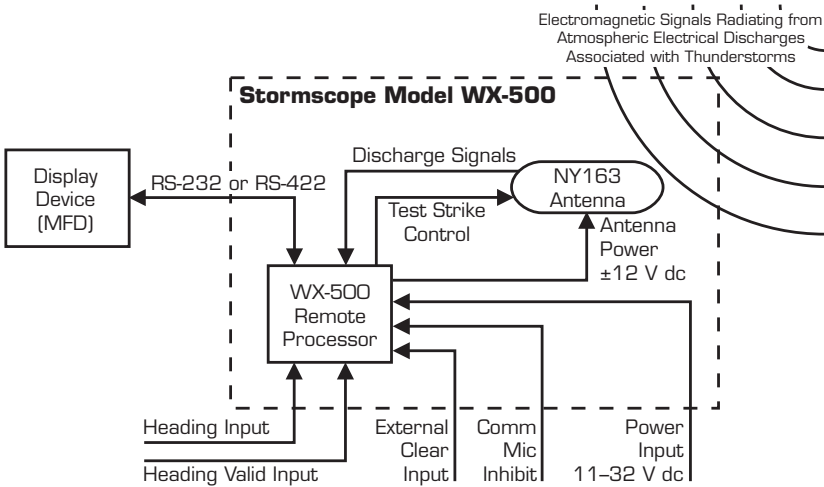 Electromagnetic Signals Radiating from
Atmospheric Electrical Discharges
Associated with Thunderstorms
Stormscope Model WX-500
Discharge Signals
Display
Device
(MFD)
RS-232 or RS-422
NY163
Antenna
Test Strike
Control
Antenna
Power
±12 V dc
WX-500
Remote
Processor
Heading Input
Heading Valid Input
External
Clear
Input
Comm
Mic
Inhibit
Power
Input
11–32 V dc